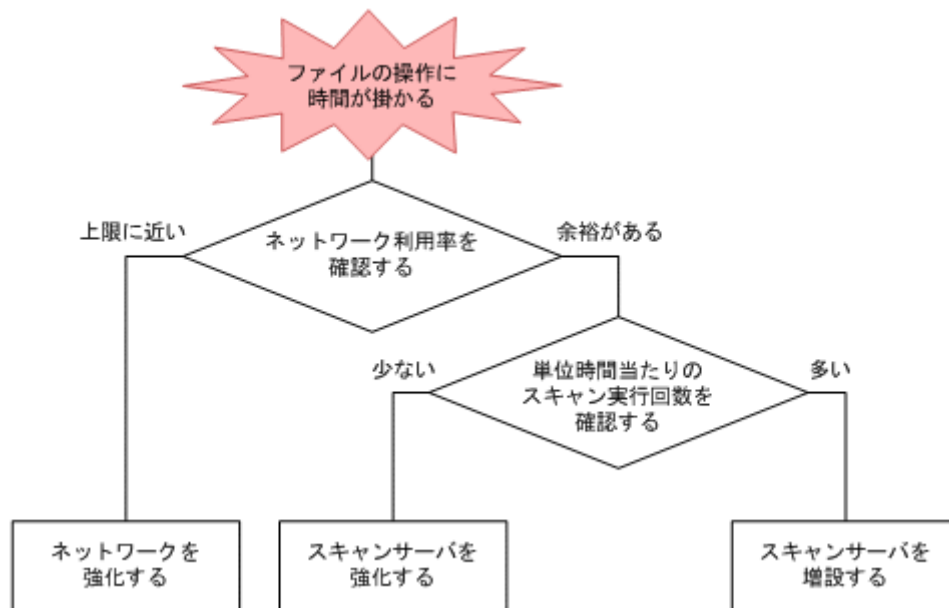 ファイルの操作に
時間が掛かる
上限に近い
ネットワーク利用率を
確認する
余裕がある
少ない
単位時間当たりの
スキャン実行回数を
確認する
多い
ネットワークを
強化する
スキャンサーバを
強化する
スキャンサーバを
増設する